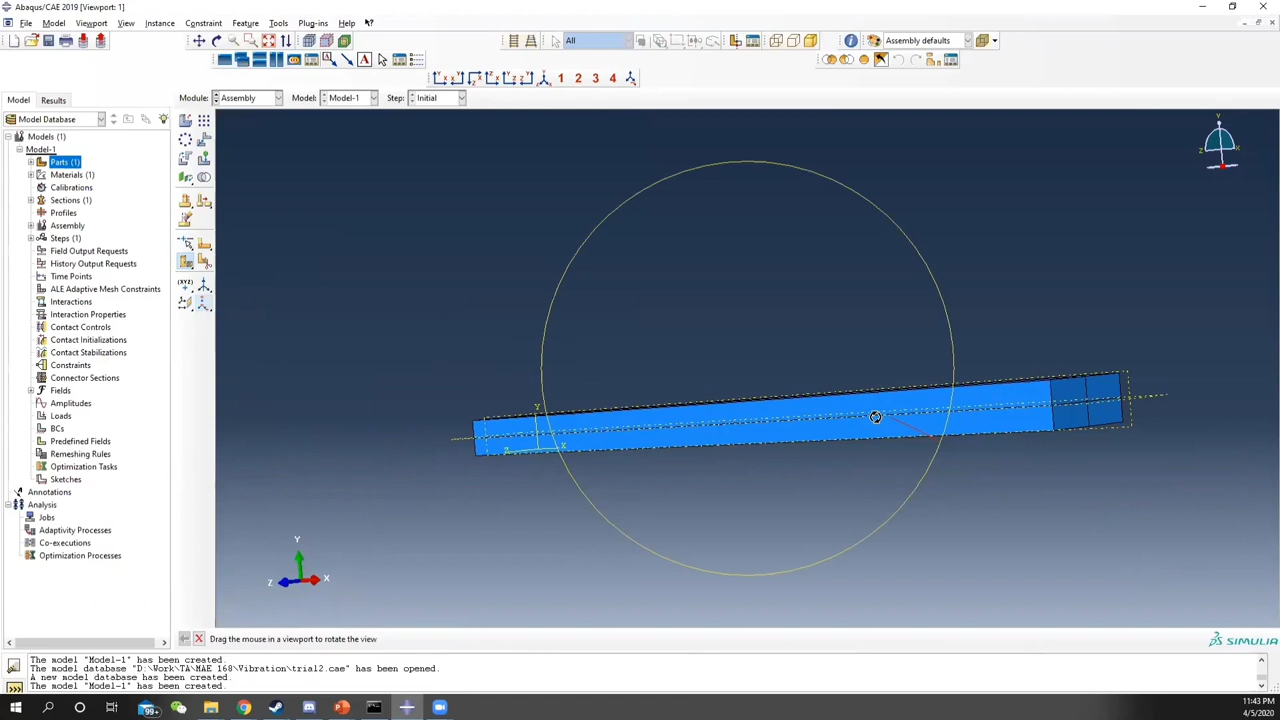 Abaqus/CAE 2019 [Viewport: 1]
File Model Viewport View Instance Constraint Feature Tools Plug-ins Help
All
Assembly defaults
1 2 3 4
Model Results
Module: Assembly Model: Model-1 Step: Initial
Model Database
Models (1)
Model-1
Parts (1)
Materials (1)
Calibrations
Sections (1)
Profiles
Assembly
Steps (1)
Field Output Requests
History Output Requests
Time Points
ALE Adaptive Mesh Constraints
Interactions
Interaction Properties
Contact Controls
Contact Initializations
Contact Stabilizations
Constraints
Connector Sections
Fields
Amplitudes
Loads
BCs
Predefined Fields
Remeshing Rules
Optimization Tasks
Sketches
Annotations
Analysis
Jobs
Adaptivity Processes
Co-executions
Optimization Processes
Y
Z X
Y
Z X
Y
Z X
Drag the mouse in a viewport to rotate the view
SIMULIA
The model "Model-1" has been created.
The model database "D:\Work\TA\MAE 168\Vibration\trial2.cae" has been opened.
A new model database has been created.
The model "Model-1" has been created.
99+
11:43 PM
4/5/2020